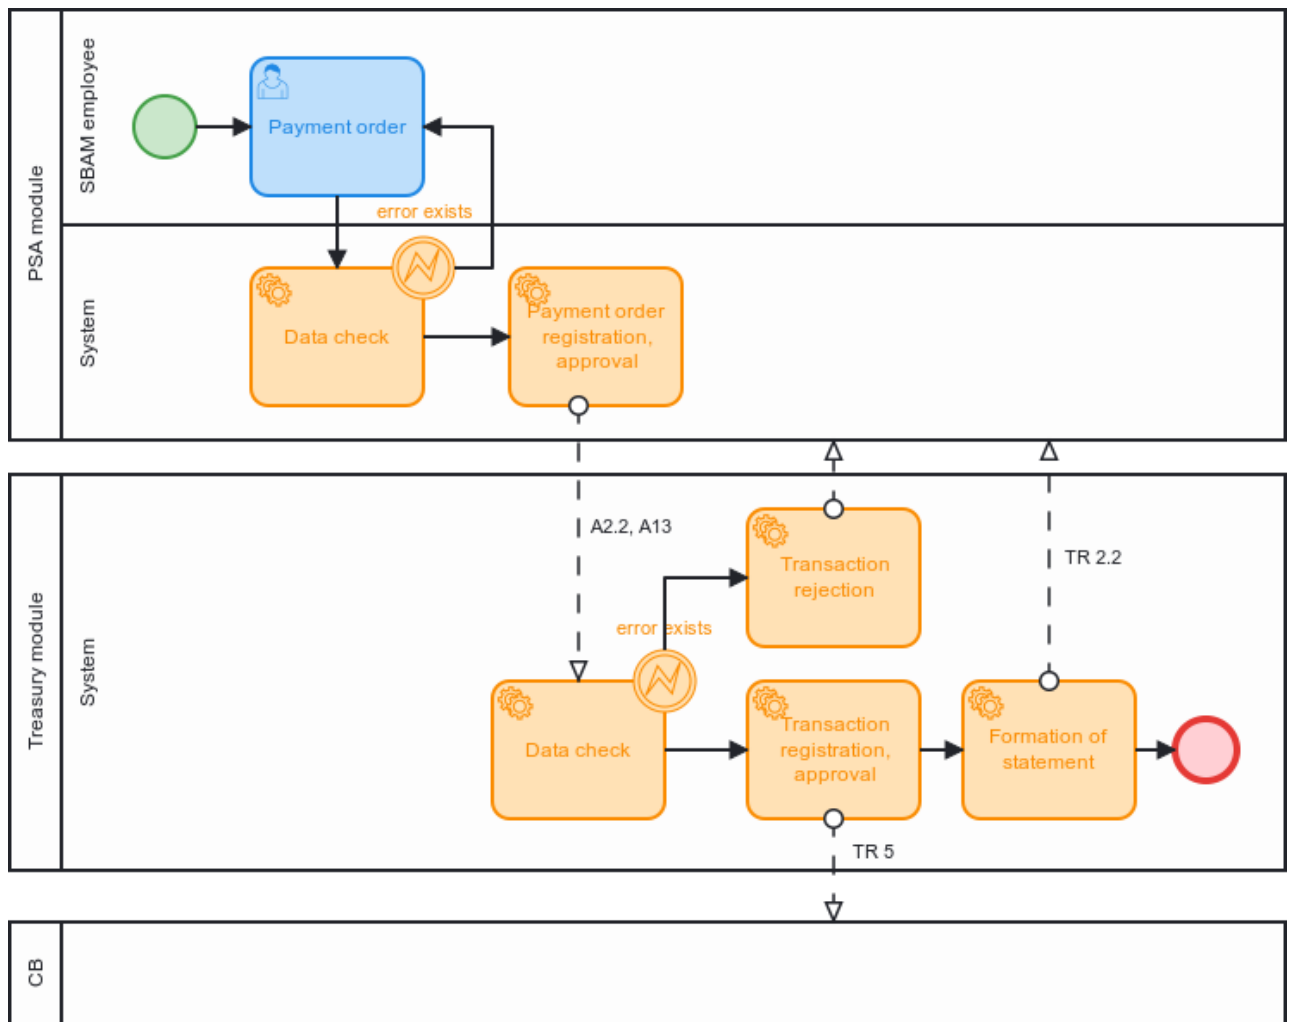 PSA module
SBAM employee
Payment order
error exists
System
Data check
Payment order
registration,
approval
A2.2, A13
Treasury module
System
Transaction
rejection
TR 2.2
error exists
Data check
Transaction
registration,
approval
Formation of
statement
TR 5
CB